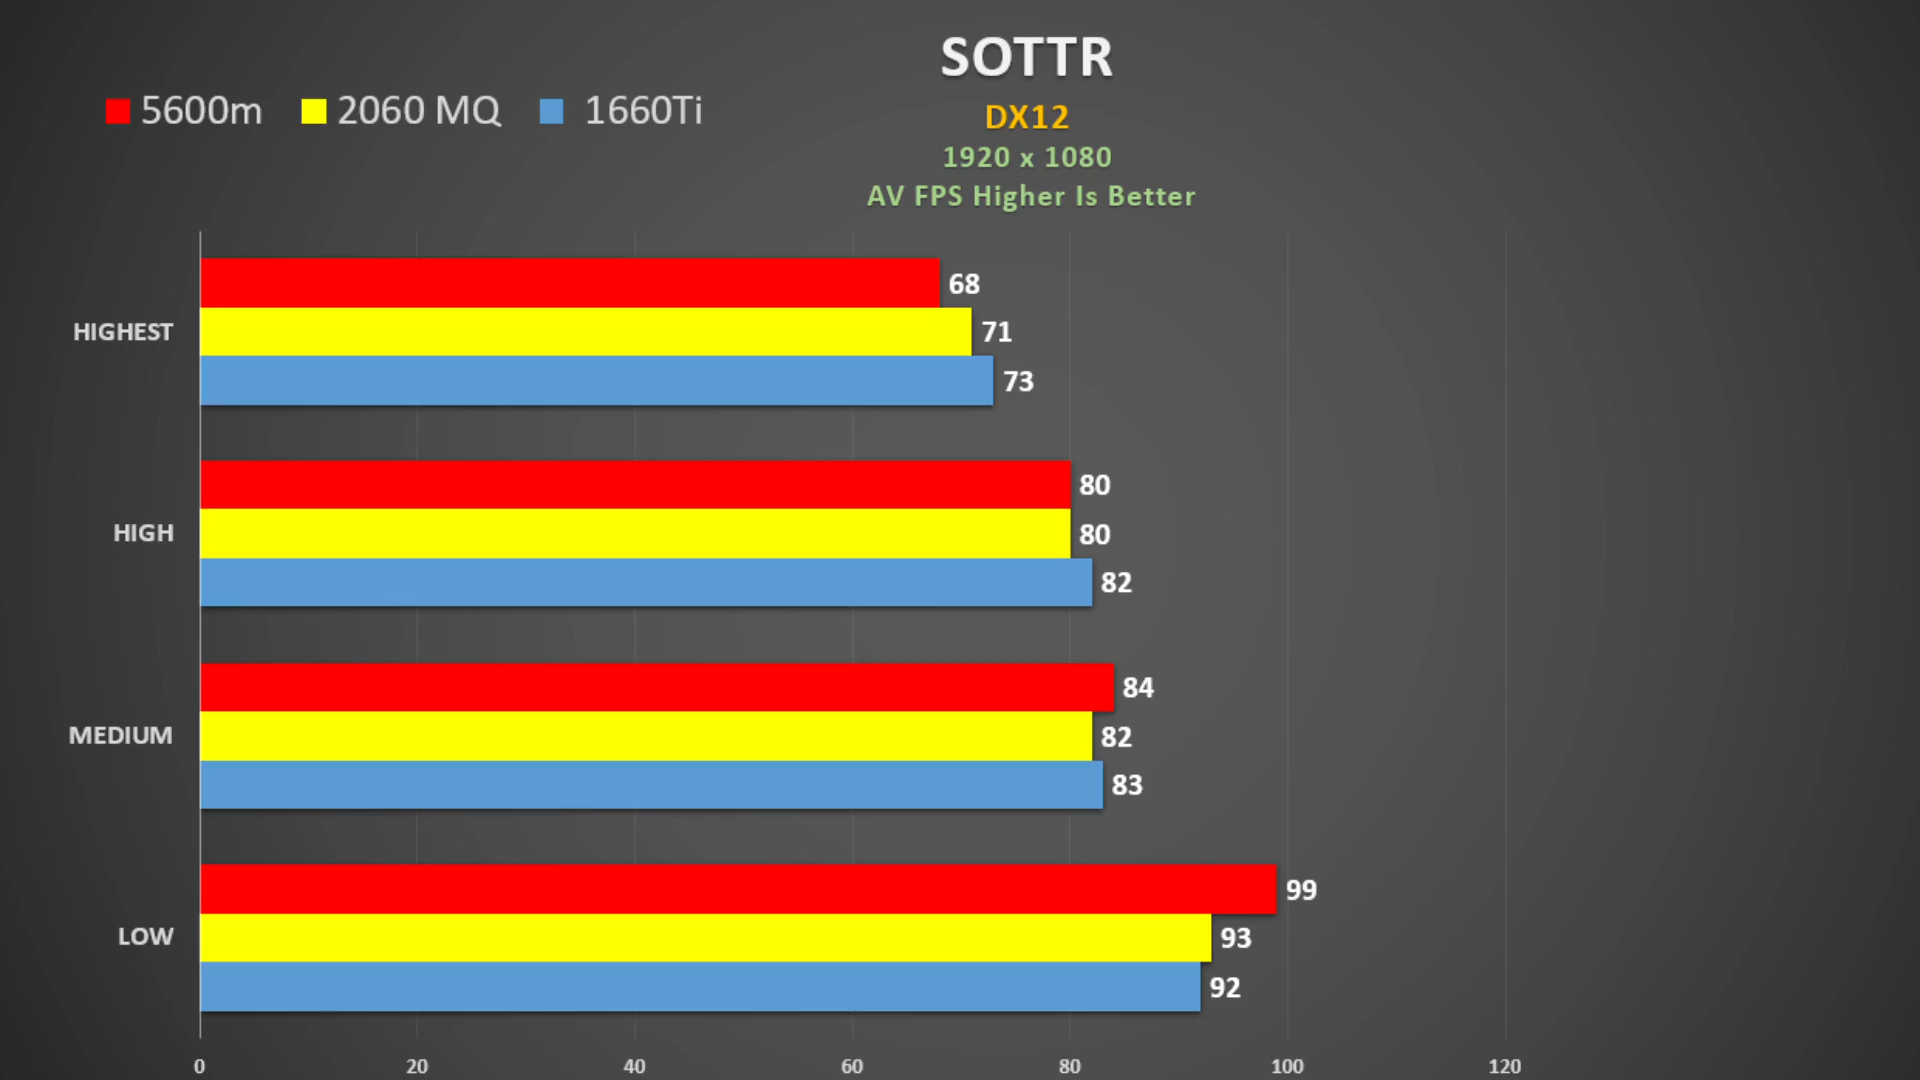 SOTTR
5600m 2060 MQ 1660Ti
DX12
1920 x 1080
AV FPS Higher Is Better
68
HIGHEST 71
73
80
HIGH 80
82
84
MEDIUM 82
83
99
LOW 93
92
0 20 40 60 80 100 120